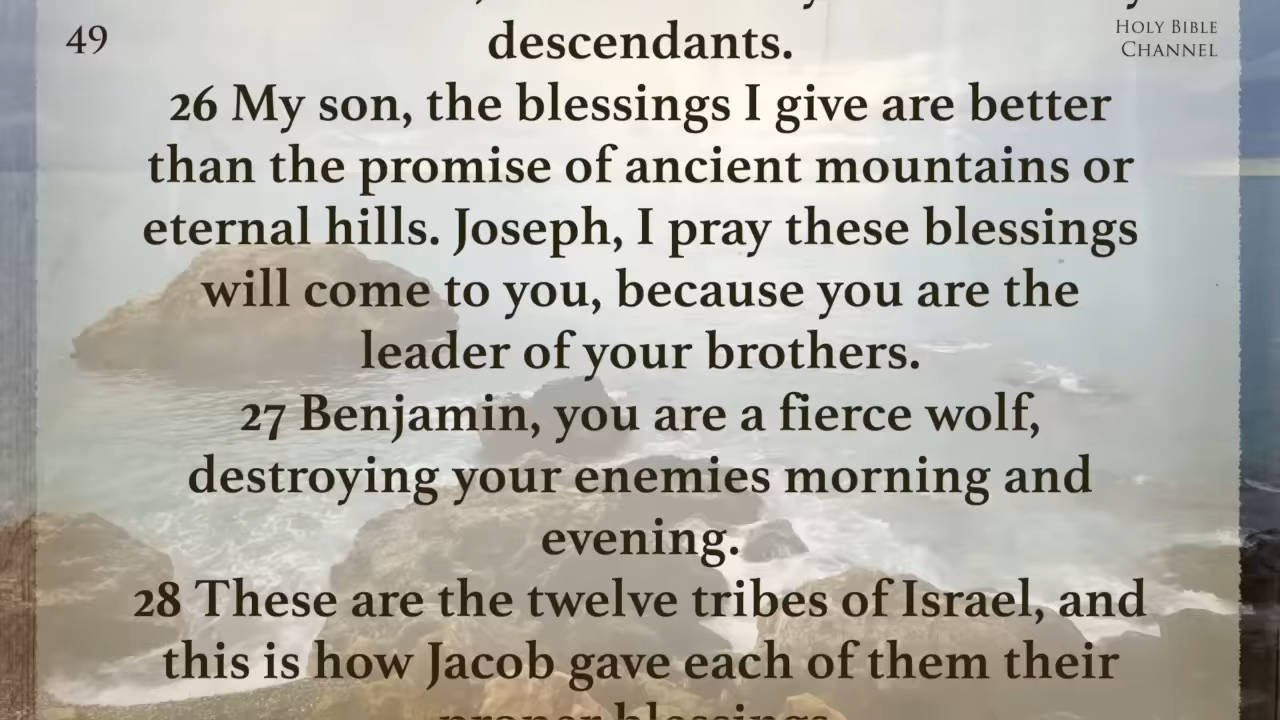 49
HOLY BIBLE
CHANNEL
descendants.
26 My son, the blessings I give are better
than the promise of ancient mountains or
eternal hills. Joseph, I pray these blessings
will come to you, because you are the
leader of your brothers.
27 Benjamin, you are a fierce wolf,
destroying your enemies morning and
evening.
28 These are the twelve tribes of Israel, and
this is how Jacob gave each of them their
proper blessings.